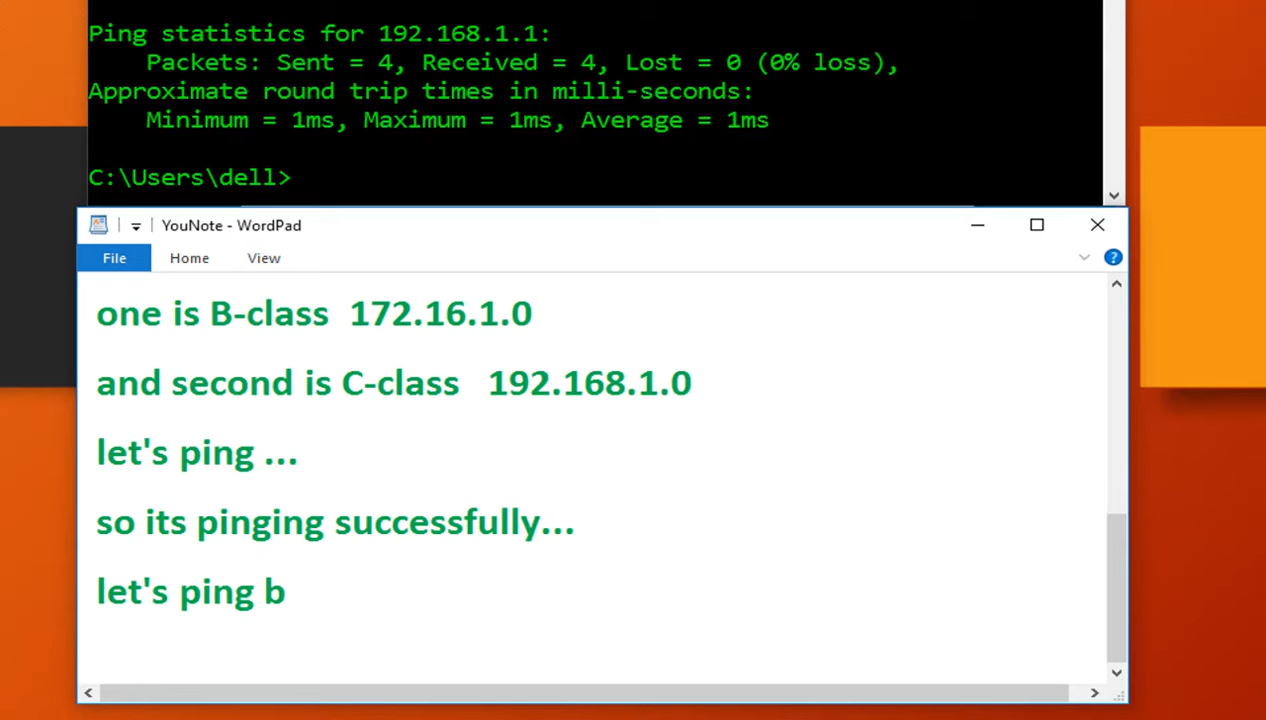 Ping statistics for 192.168.1.1:
Packets: Sent = 4, Received = 4, Lost = 0 (0% loss),
Approximate round trip times in milli-seconds:
Minimum = 1ms, Maximum = 1ms, Average = 1ms
C:\Users\dell>
YouNote - WordPad
File Home View
one is B-class 172.16.1.0
and second is C-class 192.168.1.0
let's ping ...
so its pinging successfully...
let's ping b